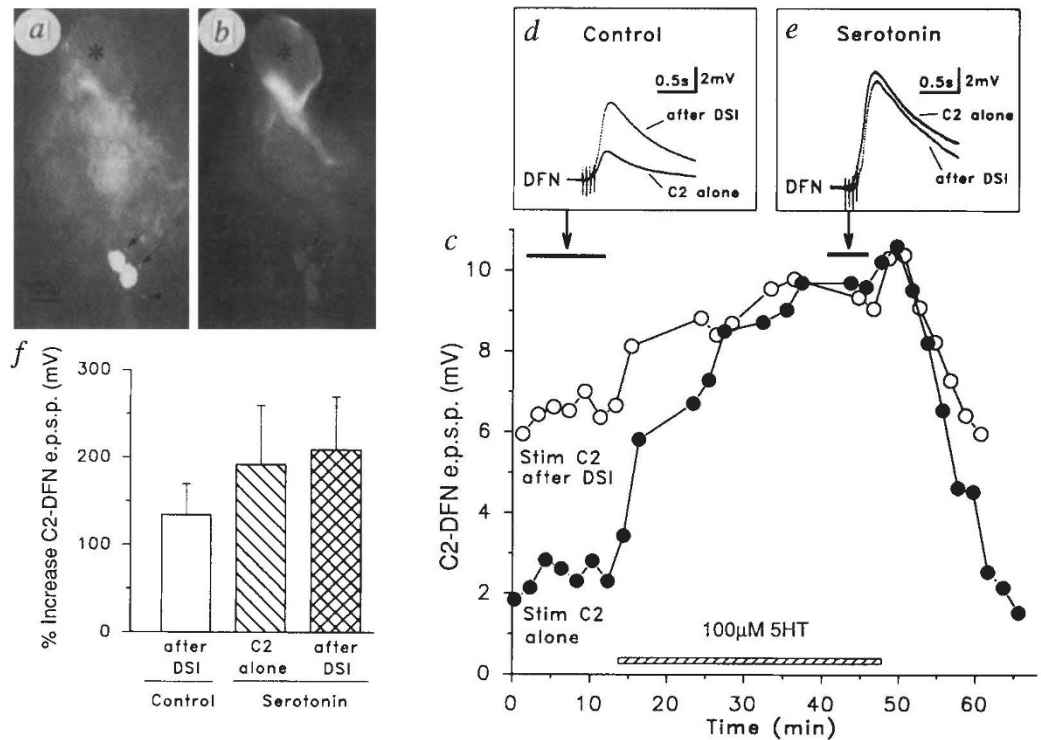 a
b
f
% Increase C2-DFN e.p.s.p. (mV)
300
200
100
0
after DSI
C2 alone
after DSI
Control
Serotonin
d
Control
0.5s
2mV
after DSI
C2 alone
DFN
e
Serotonin
0.5s
2mV
C2 alone
after DSI
DFN
c
C2-DFN e.p.s.p. (mV)
10
8
6
4
2
0
Stim C2
after DSI
Stim C2
alone
100µM 5HT
0
10
20
30
40
50
60
Time (min)